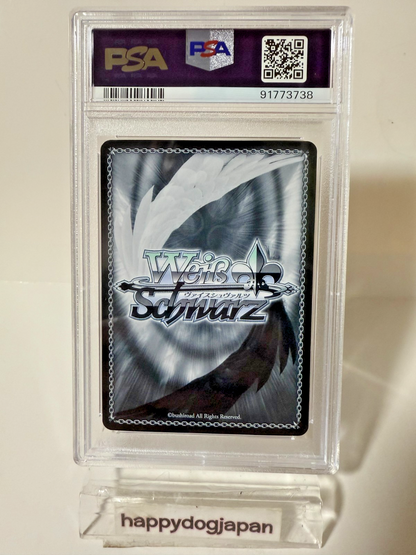 PSA
PSA
91773738
Weiß
ヴァイスシュヴァルツ
Schwarz
©bushiroad All Rights Reserved.
happydogjapan